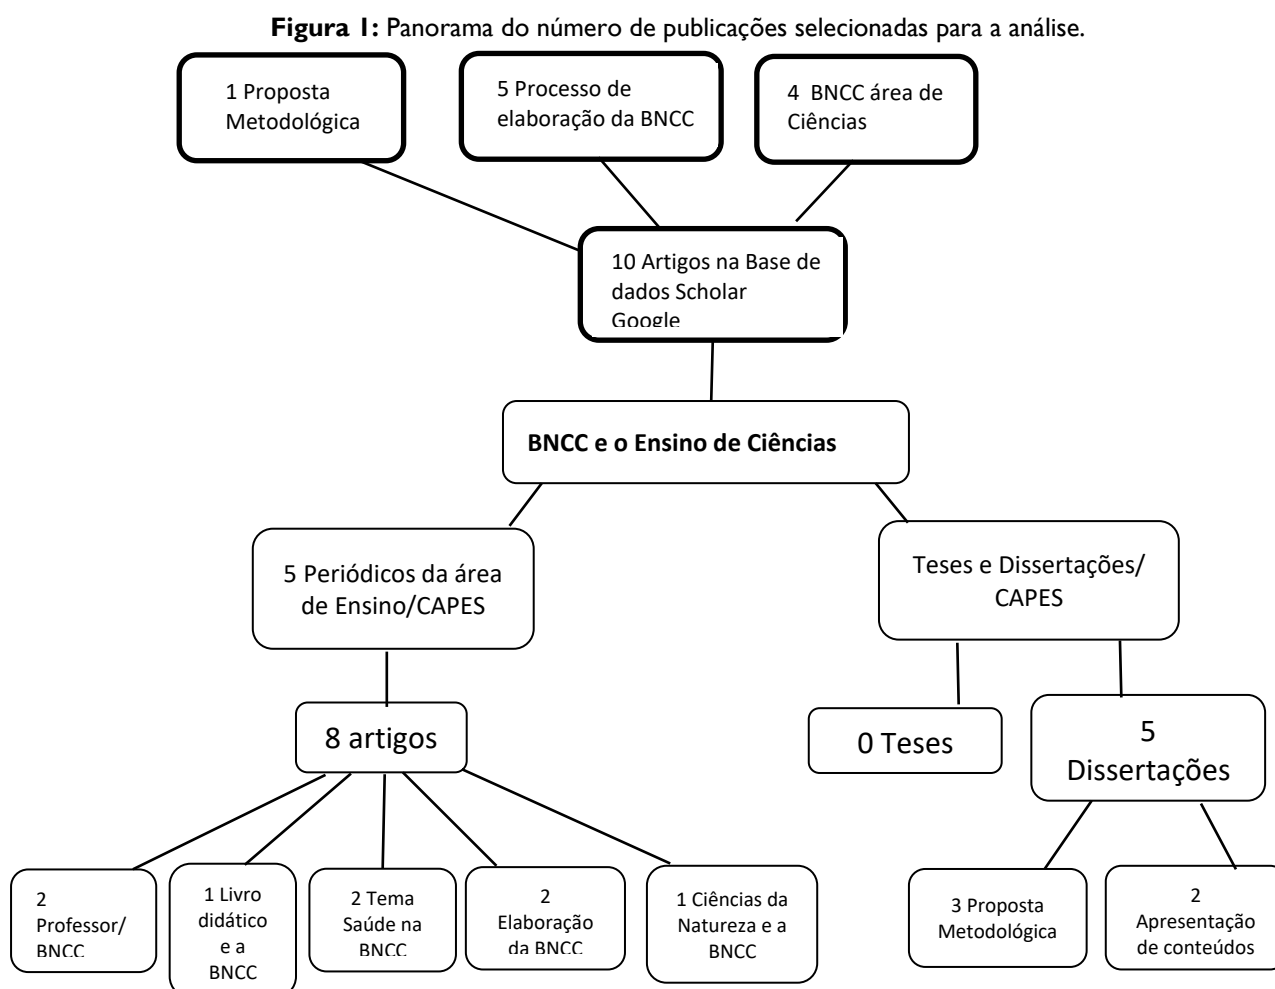 Figura 1: Panorama do número de publicações selecionadas para a análise.
1 Proposta
Metodológica
5 Processo de
elaboração da BNCC
4 BNCC área de
Ciências
10 Artigos na Base de
dados Scholar
Google
BNCC e o Ensino de Ciências
5 Periódicos da área
de Ensino/CAPES
Teses e Dissertações/
CAPES
8 artigos
0 Teses
5
Dissertações
2
Professor/
BNCC
1 Livro
didático
e a
BNCC
2 Tema
Saúde na
BNCC
2
Elaboração
da BNCC
1 Ciências da
Natureza e a
BNCC
3 Proposta
Metodológica
2
Apresentação
de conteúdos